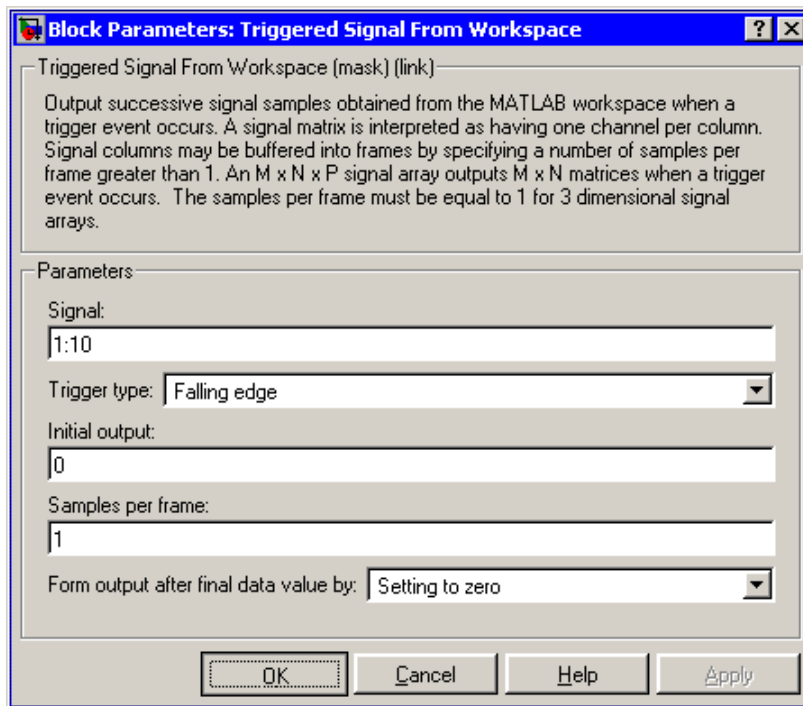 Block Parameters: Triggered Signal From Workspace
Triggered Signal From Workspace (mask) (link)
Output successive signal samples obtained from the MATLAB workspace when a
trigger event occurs. A signal matrix is interpreted as having one channel per column.
Signal columns may be buffered into frames by specifying a number of samples per
frame greater than 1. An M x N x P signal array outputs M x N matrices when a trigger
event occurs.  The samples per frame must be equal to 1 for 3 dimensional signal
arrays.
Parameters
Signal:
1:10
Trigger type: Falling edge
Initial output:
0
Samples per frame:
1
Form output after final data value by: Setting to zero
OK Cancel Help Apply